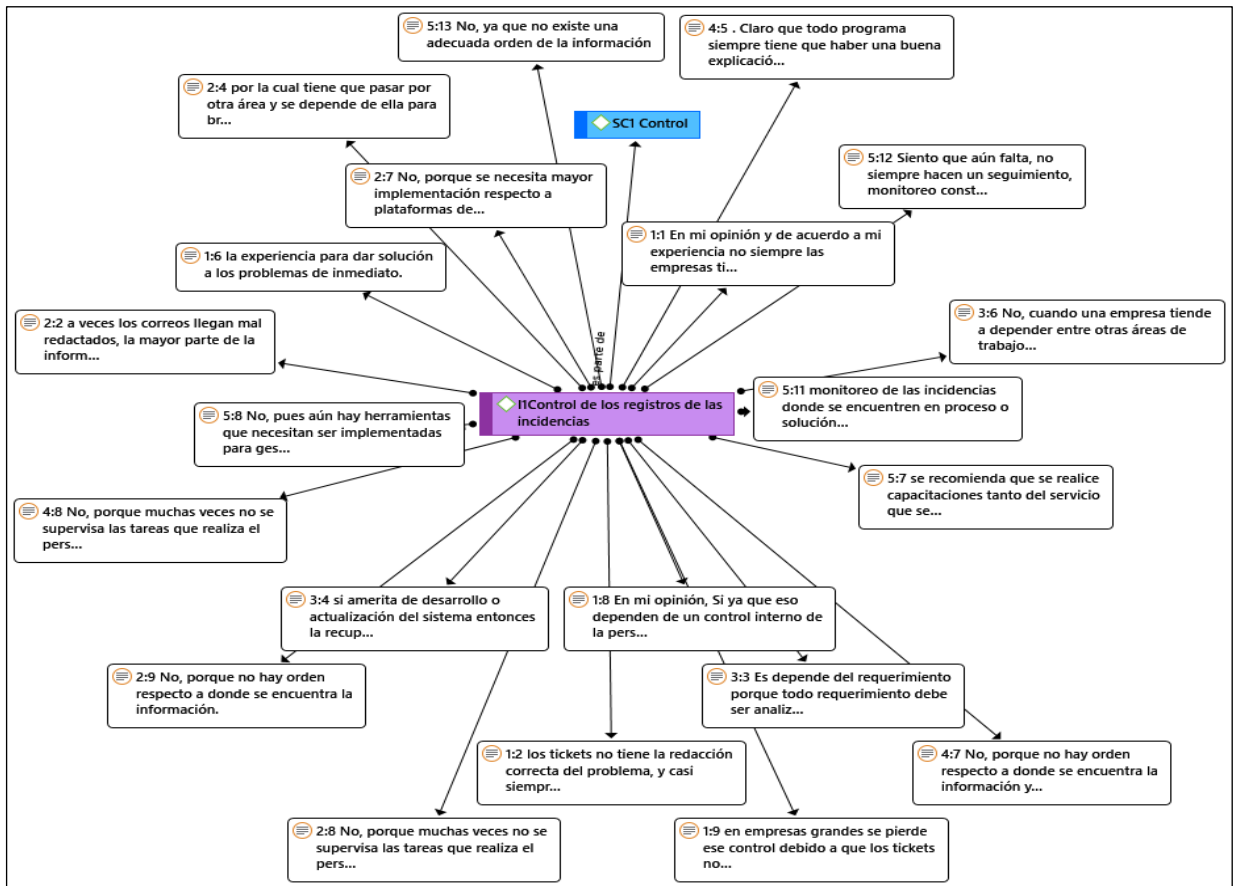 5:13 No, ya que no existe una
adecuada orden de la información
4:5 . Claro que todo programa
siempre tiene que haber una buena
explicació...
2:4 por la cual tiene que pasar por
otra área y se depende de ella para
br...
SC1 Control
5:12 Siento que aún falta, no
siempre hacen un seguimiento,
monitoreo const...
2:7 No, porque se necesita mayor
implementación respecto a
plataformas de...
1:1 En mi opinión y de acuerdo a mi
experiencia no siempre las
empresas ti...
1:6 la experiencia para dar solución
a los problemas de inmediato.
3:6 No, cuando una empresa tiende
a depender entre otras áreas de
trabajo...
2:2 a veces los correos llegan mal
redactados, la mayor parte de la
inform...
es parte de
5:11 monitoreo de las incidencias
donde se encuentren en proceso o
solución...
I1Control de los registros de las
incidencias
5:8 No, pues aún hay herramientas
que necesitan ser implementadas
para ges...
5:7 se recomienda que se realice
capacitaciones tanto del servicio
que se...
4:8 No, porque muchas veces no se
supervisa las tareas que realiza el
pers...
3:4 si amerita de desarrollo o
actualización del sistema entonces
la recup...
1:8 En mi opinión, Si ya que eso
dependen de un control interno de
la pers...
2:9 No, porque no hay orden
respecto a donde se encuentra la
información.
3:3 Es depende del requerimiento
porque todo requerimiento debe
ser analiz...
1:2 los tickets no tiene la redacción
correcta del problema, y casi
siempr...
4:7 No, porque no hay orden
respecto a donde se encuentra la
información y...
2:8 No, porque muchas veces no se
supervisa las tareas que realiza el
pers...
1:9 en empresas grandes se pierde
ese control debido a que los tickets
no...